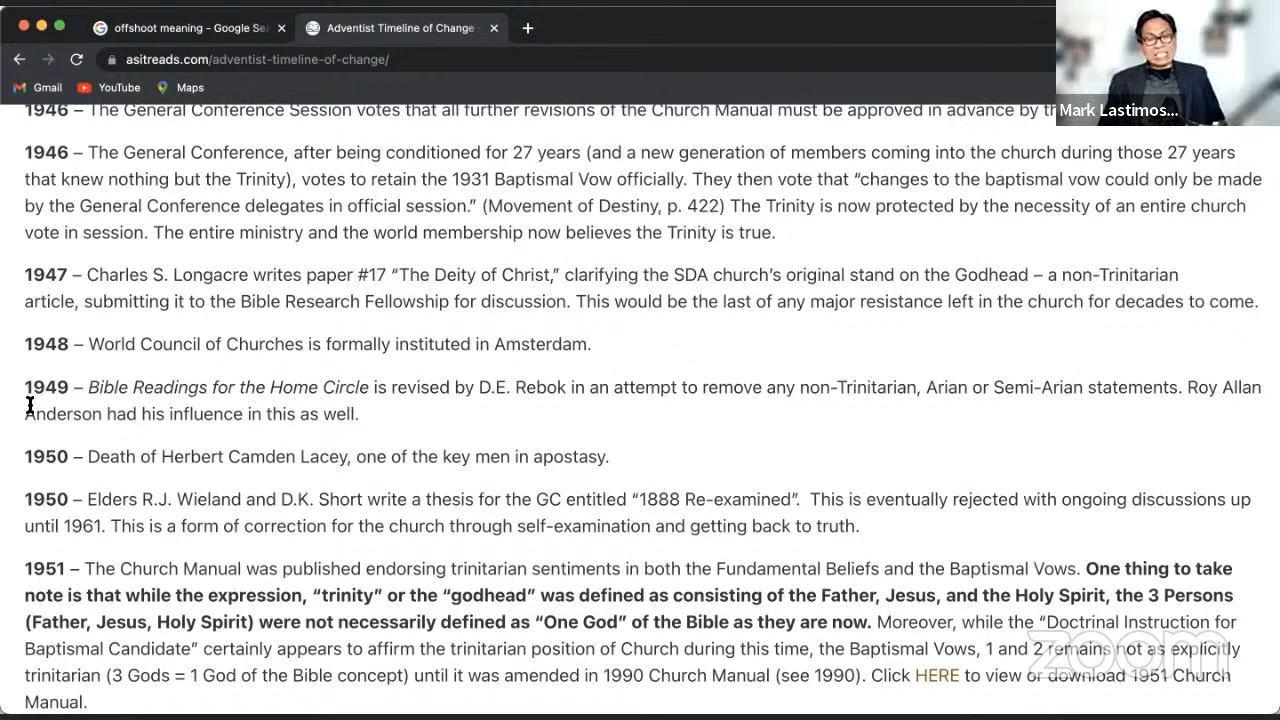 offshoot meaning - Google Sea
Adventist Timeline of Change
asitreads.com/adventist-timeline-of-change/
Gmail YouTube Maps
Mark Lastimos...
1946 – The General Conference Session votes that all further revisions of the Church Manual must be approved in advance by
1946 – The General Conference, after being conditioned for 27 years (and a new generation of members coming into the church during those 27 years
that knew nothing but the Trinity), votes to retain the 1931 Baptismal Vow officially. They then vote that “changes to the baptismal vow could only be made
by the General Conference delegates in official session.” (Movement of Destiny, p. 422) The Trinity is now protected by the necessity of an entire church
vote in session. The entire ministry and the world membership now believes the Trinity is true.
1947 – Charles S. Longacre writes paper #17 “The Deity of Christ,” clarifying the SDA church’s original stand on the Godhead – a non-Trinitarian
article, submitting it to the Bible Research Fellowship for discussion. This would be the last of any major resistance left in the church for decades to come.
1948 – World Council of Churches is formally instituted in Amsterdam.
1949 – Bible Readings for the Home Circle is revised by D.E. Rebok in an attempt to remove any non-Trinitarian, Arian or Semi-Arian statements. Roy Allan
Anderson had his influence in this as well.
1950 – Death of Herbert Camden Lacey, one of the key men in apostasy.
1950 – Elders R.J. Wieland and D.K. Short write a thesis for the GC entitled “1888 Re-examined”.  This is eventually rejected with ongoing discussions up
until 1961. This is a form of correction for the church through self-examination and getting back to truth.
1951 – The Church Manual was published endorsing trinitarian sentiments in both the Fundamental Beliefs and the Baptismal Vows. One thing to take
note is that while the expression, “trinity” or the “godhead” was defined as consisting of the Father, Jesus, and the Holy Spirit, the 3 Persons
(Father, Jesus, Holy Spirit) were not necessarily defined as “One God” of the Bible as they are now. Moreover, while the “Doctrinal Instruction for
Baptismal Candidate” certainly appears to affirm the trinitarian position of Church during this time, the Baptismal Vows, 1 and 2 remains not as explicitly
trinitarian (3 Gods = 1 God of the Bible concept) until it was amended in 1990 Church Manual (see 1990). Click HERE to view or download 1951 Church
Manual.
zoom